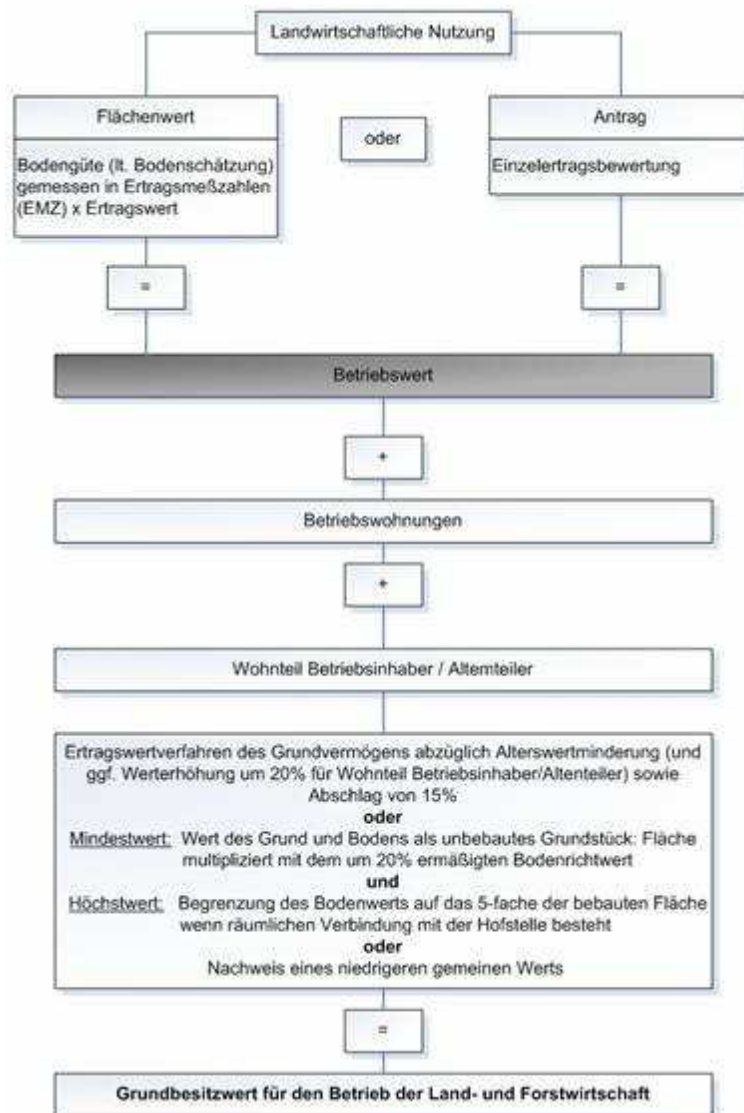 Landwirtschaftliche Nutzung
Flächenwert
Bodengüte (lt. Bodenschätzung)
gemessen in Ertragsmeßzahlen
(EMZ) x Ertragswert
oder
Antrag
Einzelertragsbewertung
=
=
Betriebswert
+
Betriebswohnungen
+
Wohnteil Betriebsinhaber / Altemteiler
Ertragswertverfahren des Grundvermögens abzüglich Alterswertminderung (und
ggf. Werterhöhung um 20% für Wohnteil Betriebsinhaber/Altenteiler) sowie
Abschlag von 15%
oder
Mindestwert: Wert des Grund und Bodens als unbebautes Grundstück: Fläche
multipliziert mit dem um 20% ermäßigten Bodenrichtwert
und
Höchstwert: Begrenzung des Bodenwerts auf das 5-fache der bebauten Fläche
wenn räumlichen Verbindung mit der Hofstelle besteht
oder
Nachweis eines niedrigeren gemeinen Werts
=
Grundbesitzwert für den Betrieb der Land- und Forstwirtschaft